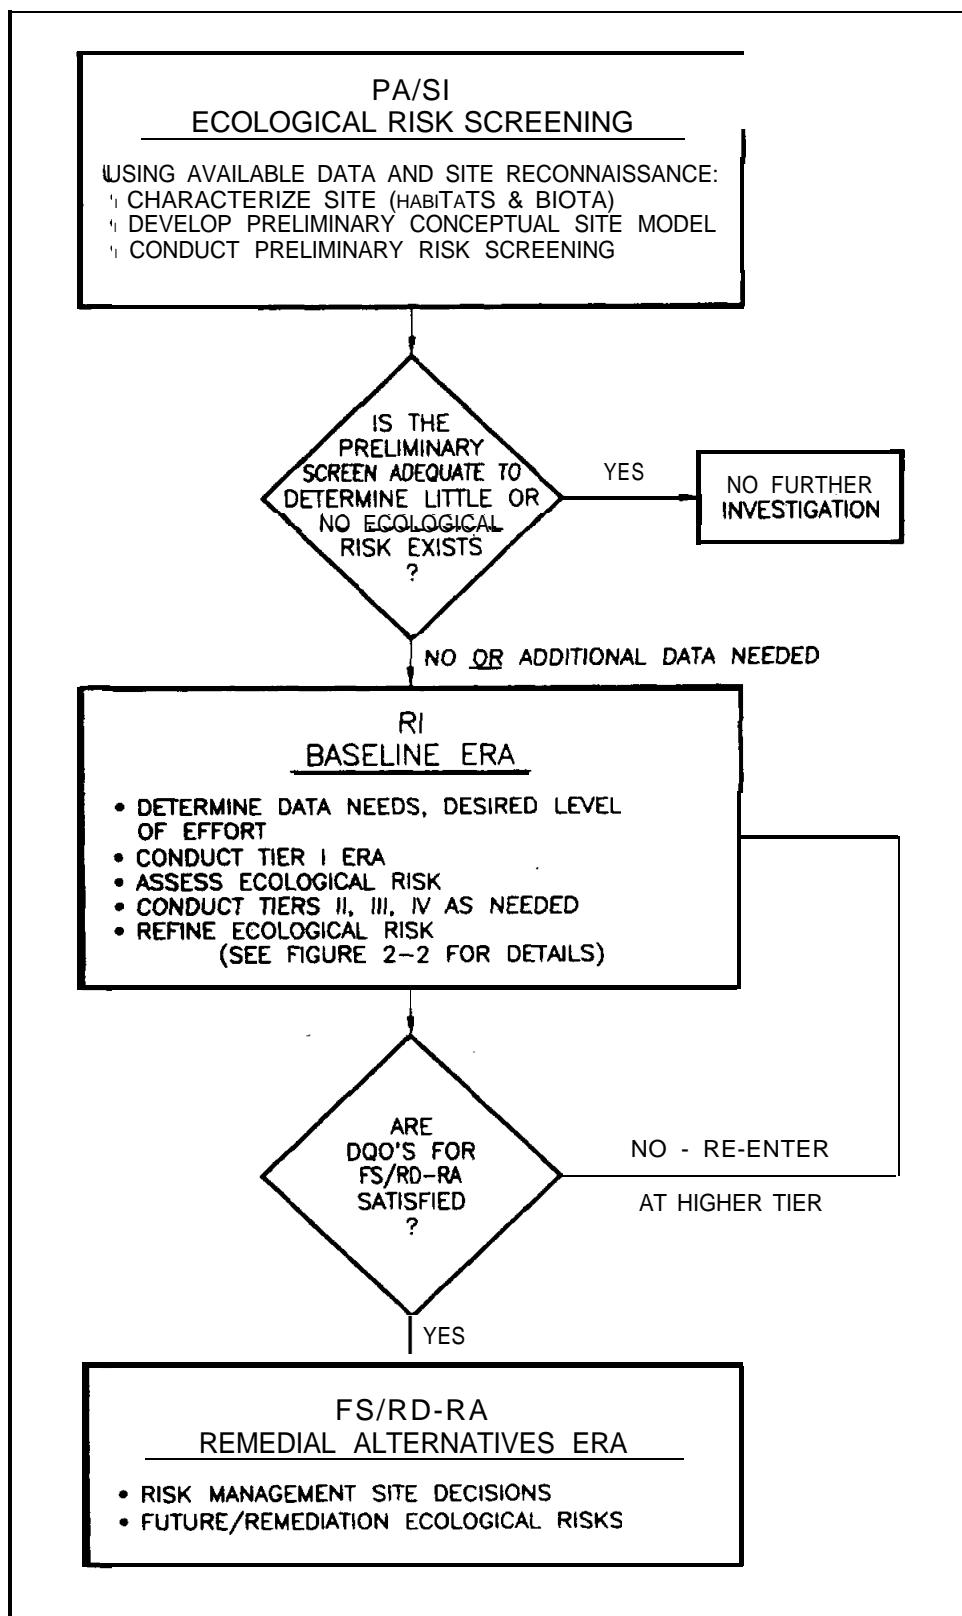 PA/SI
ECOLOGICAL RISK SCREENING
USING AVAILABLE DATA AND SITE RECONNAISSANCE:
CHARACTERIZE SITE (HABITATS & BIOTA)
DEVELOP PRELIMINARY CONCEPTUAL SITE MODEL
CONDUCT PRELIMINARY RISK SCREENING
IS THE
PRELIMINARY
SCREEN ADEQUATE TO
DETERMINE LITTLE OR
NO ECOLOGICAL
RISK EXISTS
?
YES
NO FURTHER
INVESTIGATION
NO OR ADDITIONAL DATA NEEDED
RI
BASELINE ERA
• DETERMINE DATA NEEDS, DESIRED LEVEL
OF EFFORT
• CONDUCT TIER I ERA
• ASSESS ECOLOGICAL RISK
• CONDUCT TIERS II, III, IV AS NEEDED
• REFINE ECOLOGICAL RISK
(SEE FIGURE 2-2 FOR DETAILS)
ARE
DQO'S FOR
FS/RD-RA
SATISFIED
?
NO - RE-ENTER
AT HIGHER TIER
YES
FS/RD-RA
REMEDIAL ALTERNATIVES ERA
• RISK MANAGEMENT SITE DECISIONS
• FUTURE/REMEDIATION ECOLOGICAL RISKS